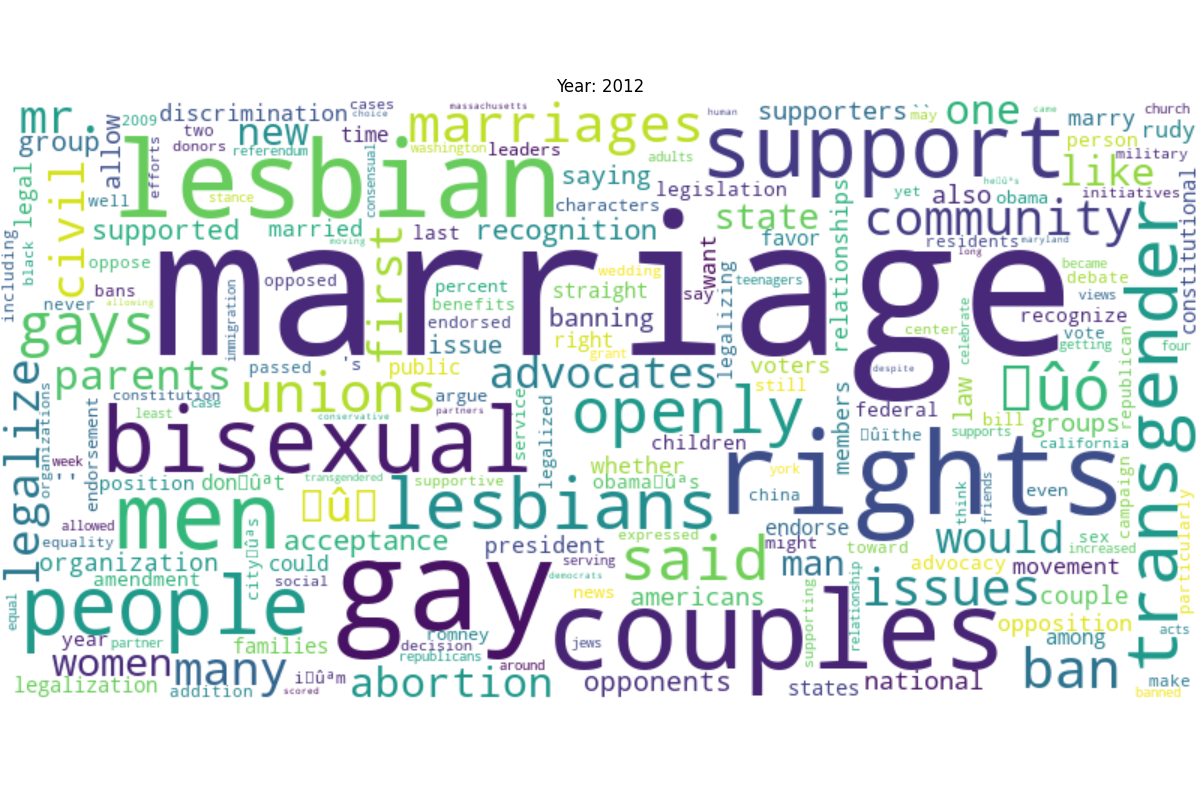 Year: 2012
mr.
group
2009
allow
discrimination
cases
choice
massachusetts
human
supporters
``
may
one
came
church
marry
rudy
person
military
two
donors
new
time
marriages
washington
leaders
support
adults
referendum
efforts
lesbian
consensual
saying
legislation
like
initiatives
yet
also
obama
heûªs
legal
civil
well
stance
characters
relationships
community
constitutional
including
black
supported
married
moving
last
recognition
state
favor
want
residents
maryland
long
oppose
bans
never
allowing
first
opposed
marriage
wedding
straight
percent
benefits
endorsed
say
banning
legalizing
teenagers
became
debate
views
recognize
vote
getting
four
transgender
gays
immigration
issue
right
grant
center
celebrate
republican
passed
's
public
parents
constitution
case
least
unions
conservative
argue
partners
advocates
voters
still
despite
service
legalized
openly
members
federal
law
bill
supports
ûó
groups
california
legalize
organizations
endorsement
bisexual
children
ûïthe
rights
week
''
position
donûªt
transgendered
supportive
whether
obamaûªs
york
china
think
friends
even
campaign
particularly
men
ûò
lesbians
allowed
equality
acceptance
president
expressed
endorse
might
would
sex
increased
organization
amendment
cityûªs
could
social
serving
democrats
said
man
toward
advocacy
movement
equal
people
gay
news
americans
supporting
relationship
issues
couple
opposition
among
acts
year
partner
families
romney
decision
republicans
couples
jews
women
many
around
ban
make
banned
legalization
addition
iûªm
scored
abortion
opponents
states
national